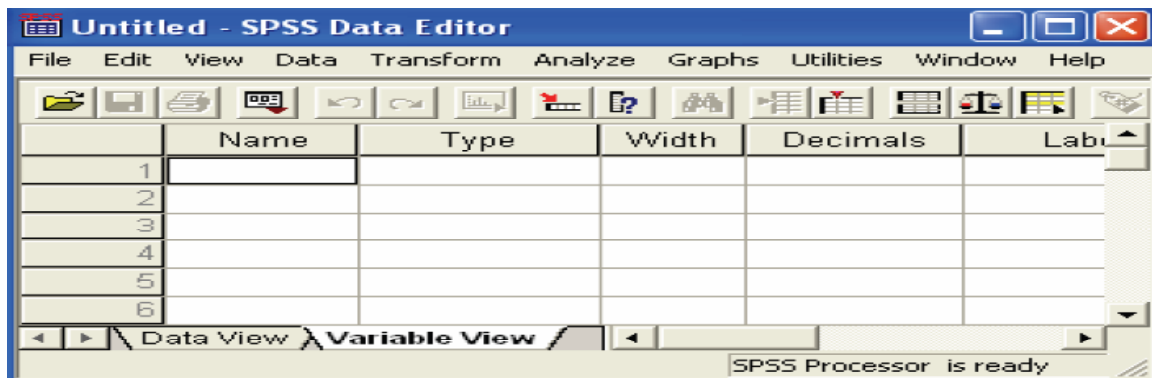 Untitled - SPSS Data Editor
File Edit View Data Transform Analyze Graphs Utilities Window Help
Name Type Width Decimals Lab
1
2
3
4
5
6
Data View Variable View
SPSS Processor is ready